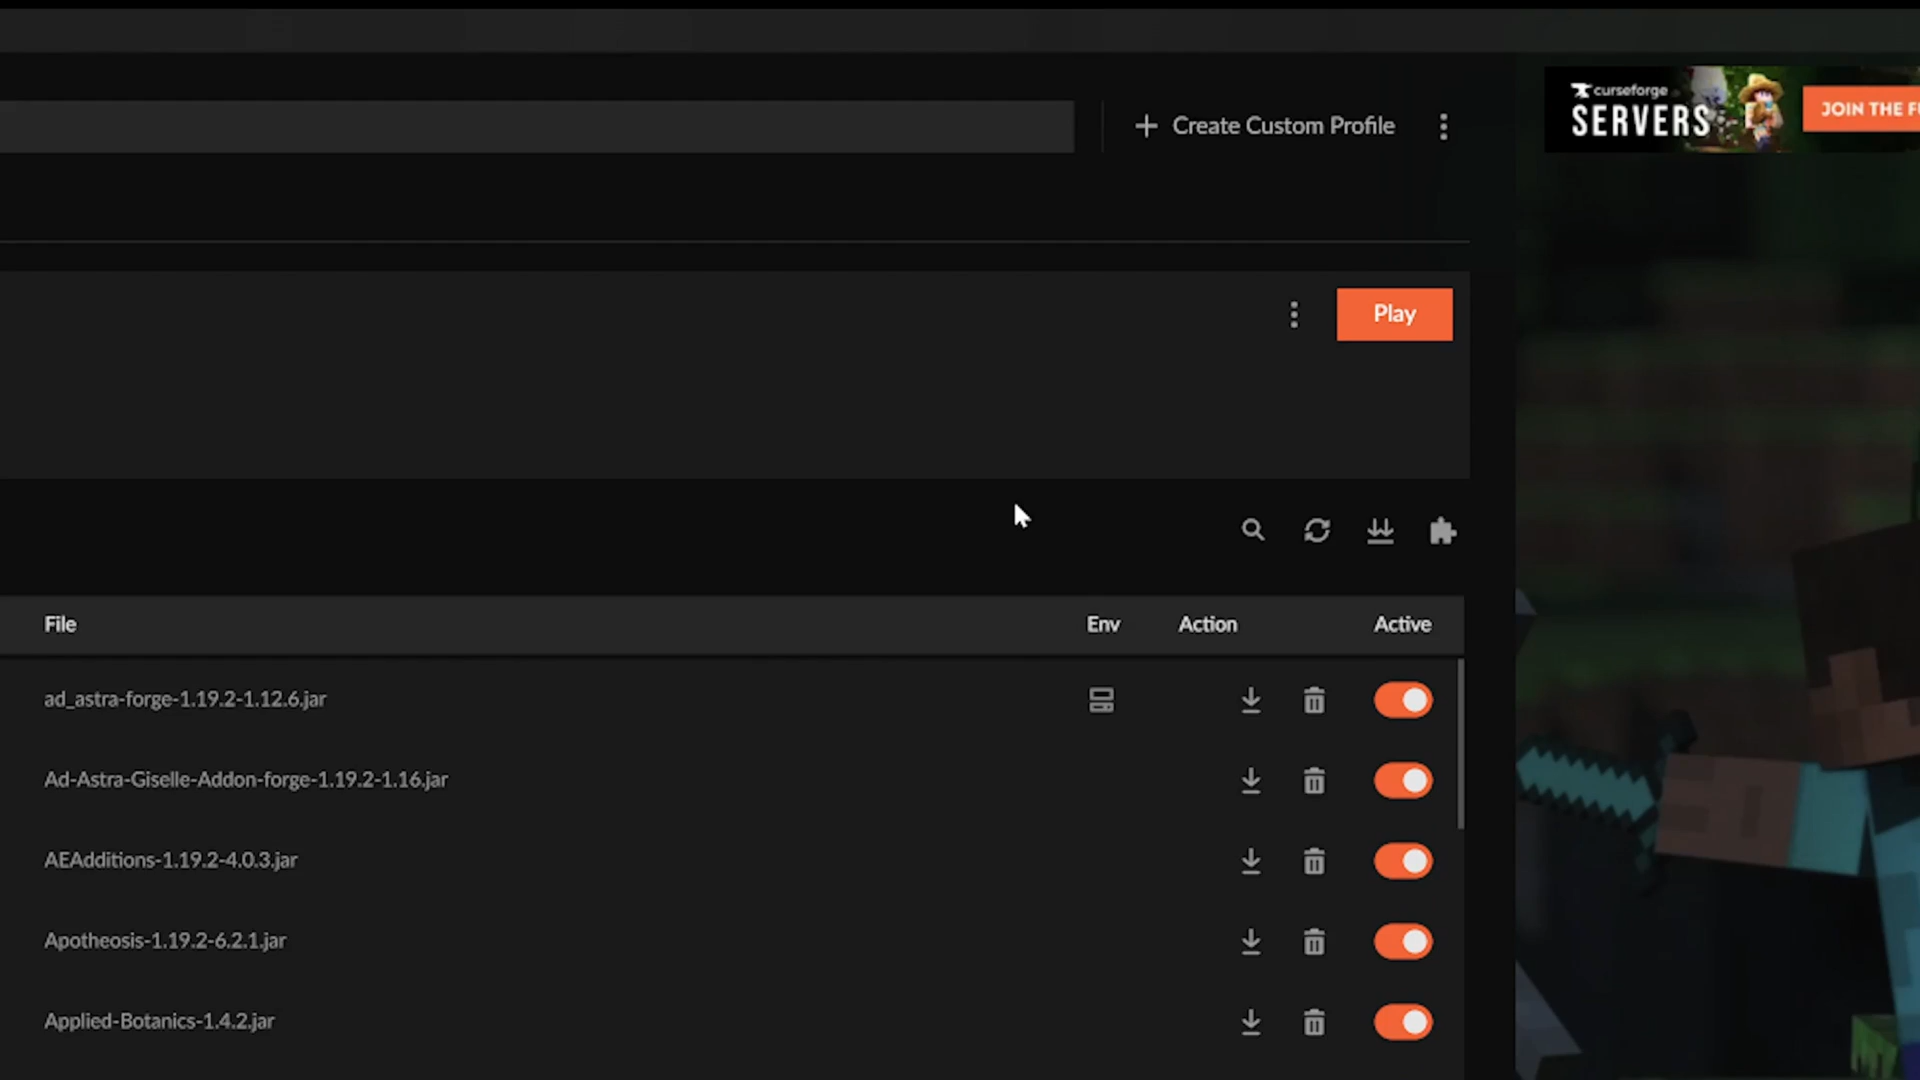 curseforge
SERVERS
JOIN THE F
+ Create Custom Profile
Play
File
Env
Action
Active
ad_astra-forge-1.19.2-1.12.6.jar
Ad-Astra-Giselle-Addon-forge-1.19.2-1.16.jar
AEAdditions-1.19.2-4.0.3.jar
Apotheosis-1.19.2-6.2.1.jar
Applied-Botanics-1.4.2.jar